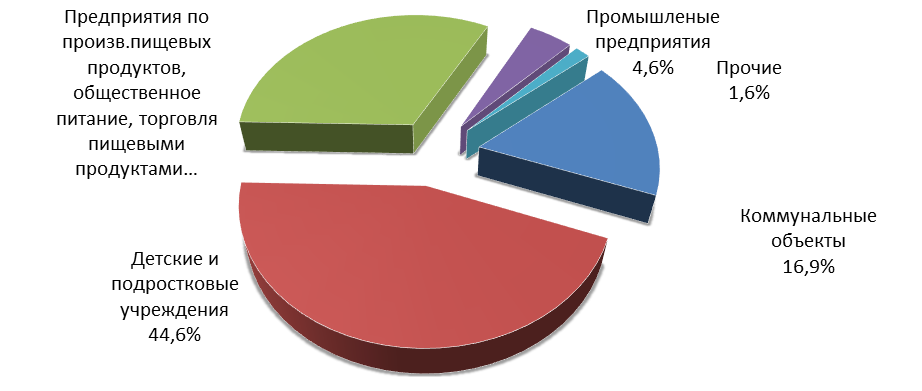 Предприятия по
произв.пищевых
продуктов,
общественное
питание, торговля
пищевыми
продуктами...
Промышленые
предприятия
4,6%
Прочие
1,6%
Коммунальные
объекты
16,9%
Детские и
подростковые
учреждения
44,6%